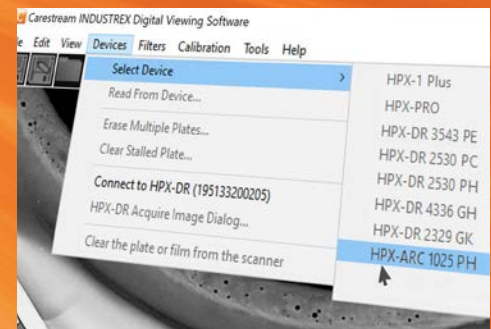 Carestream INDUSTREX Digital Viewing Software
Edit View Devices Filters Calibration Tools Help
Select Device >
Read From Device...
Erase Multiple Plates...
Clear Stalled Plate...
Connect to HPX-DR (195133200205)
HPX-DR Acquire Image Dialog...
Clear the plate or film from the scanner
HPX-1 Plus
HPX-PRO
HPX-DR 3543 PE
HPX-DR 2530 PC
HPX-DR 2530 PH
HPX-DR 4336 GH
HPX-DR 2329 GK
HPX-ARC 1025 PH